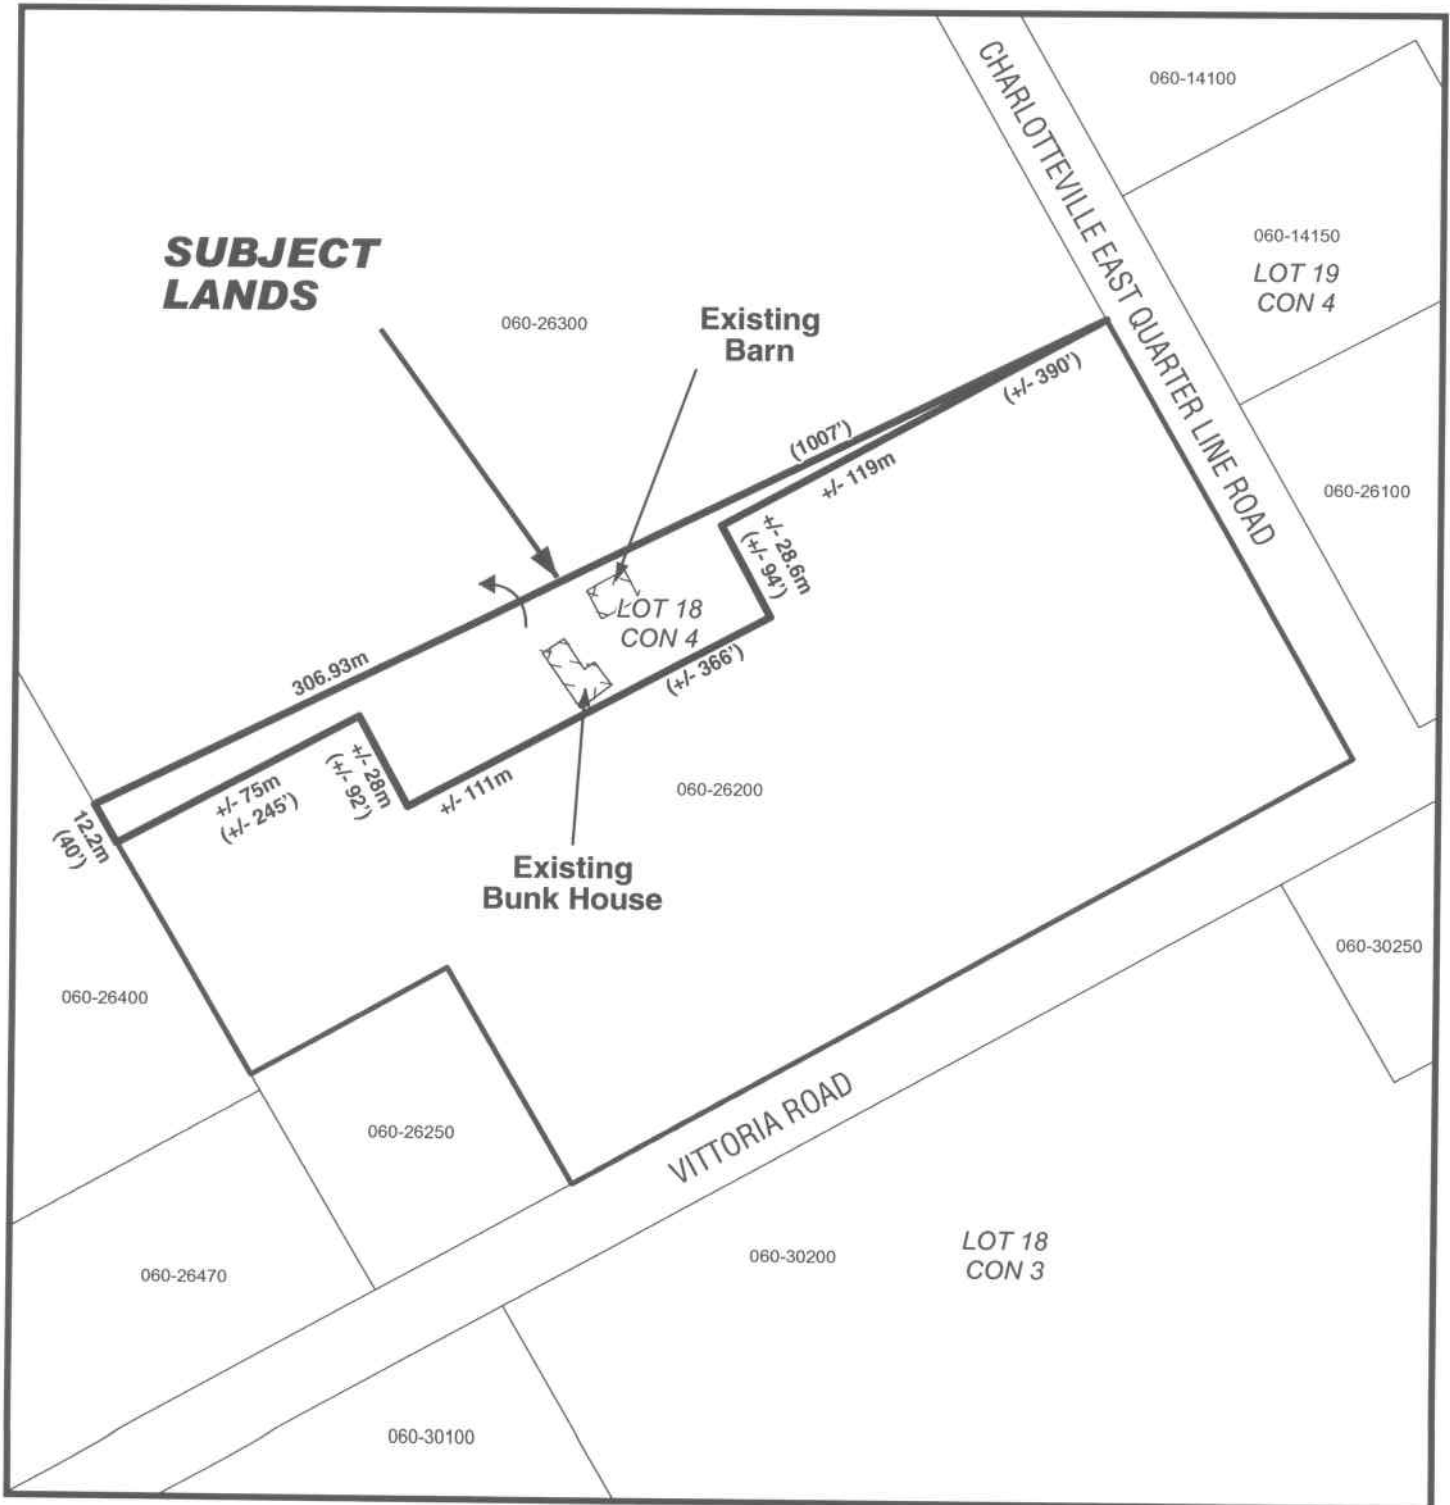 CHARLOTTEVILLE EAST QUARTER LINE ROAD
060-14100
060-14150
LOT 19
CON 4
SUBJECT
LANDS
060-26300
Existing
Barn
(+/- 390')
(1007')
+/- 119m
060-26100
+/- 28.6m
(+/- 94')
LOT 18
CON 4
(+/- 366')
306.93m
+/- 75m
(+/- 245')
+/- 28m
(+/- 92')
+/- 111m
060-26200
12.2m
(40')
Existing
Bunk House
060-30250
060-26400
060-26250
VITTORIA ROAD
060-26470
060-30200
LOT 18
CON 3
060-30100